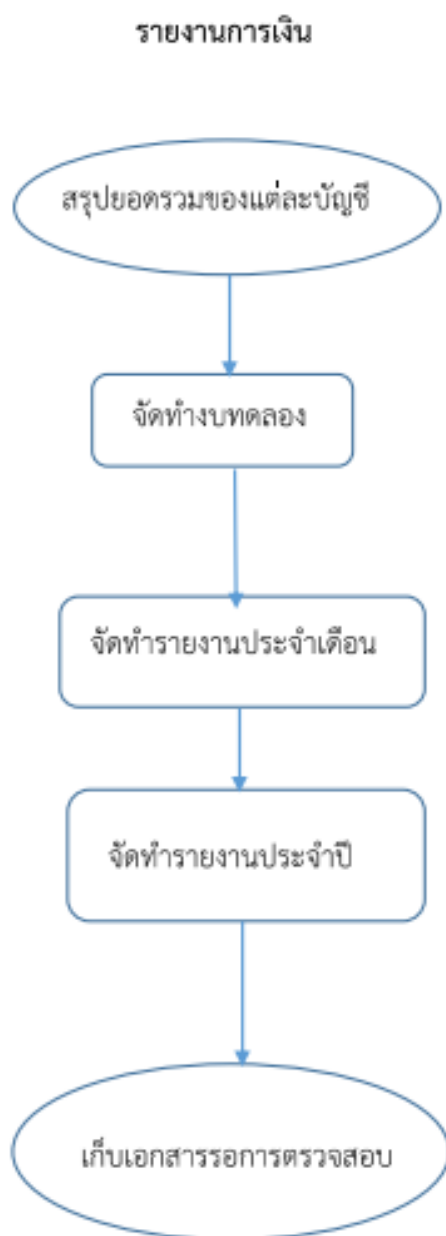 รายงานการเงิน
สรุปยอดรวมของแต่ละบัญชี
จัดทำงบทดลอง
จัดทำรายงานประจำเดือน
จัดทำรายงานประจำปี
เก็บเอกสารรอการตรวจสอบ